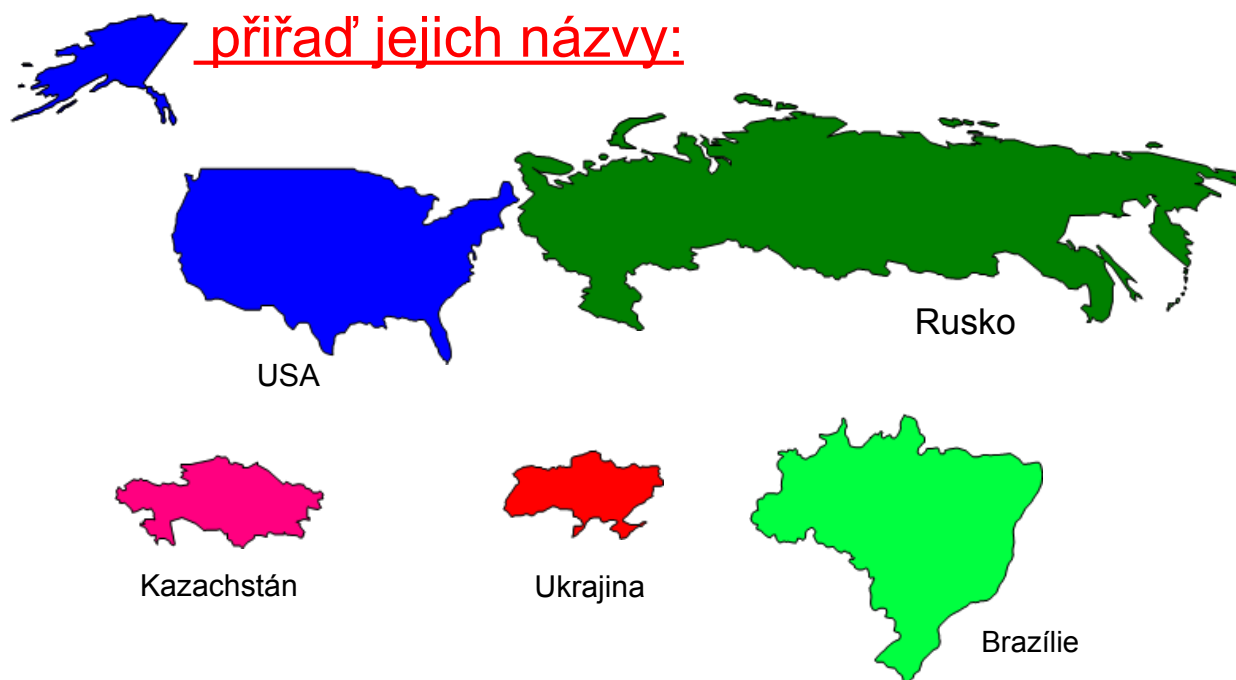 přiřaď jejich názvy:
Rusko
USA
Kazachstán
Ukrajina
Brazílie